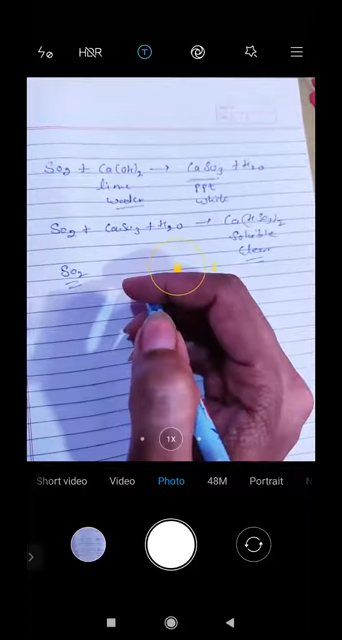 HDR
T
SO2 + Ca(OH)2 → CaSO3 + H2O
lime PPT
water white
SO2 + CaSO3 + H2O → Ca(HSO3)2
Soluble
Clear
SO2
1X
Short video Video Photo 48M Portrait